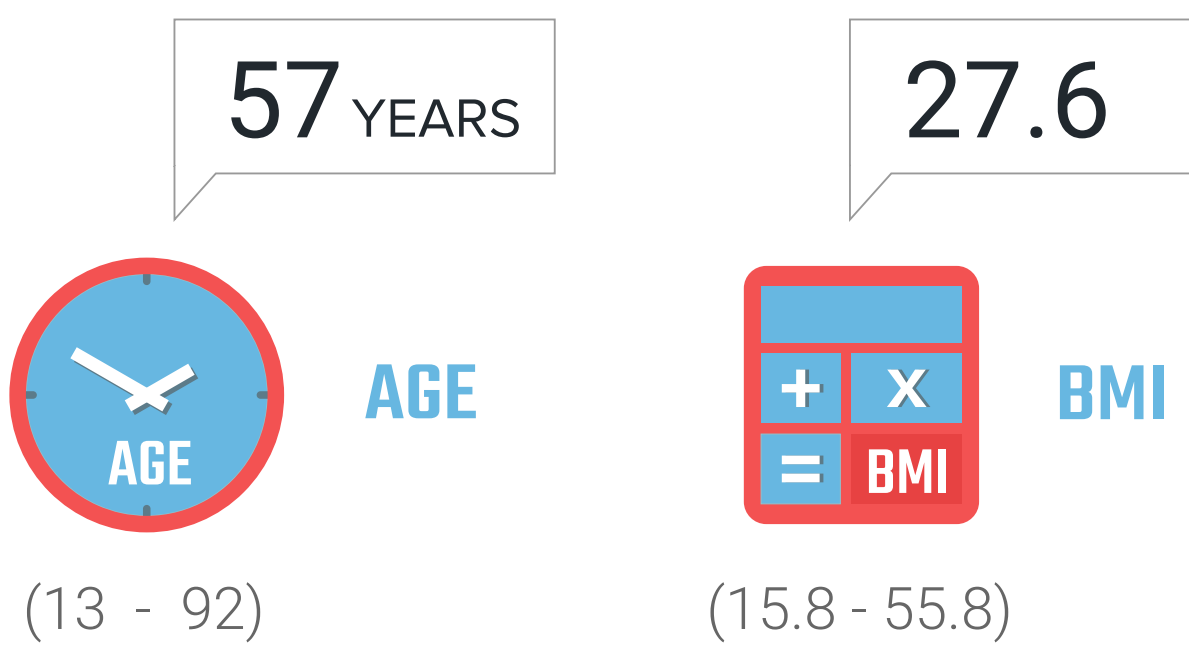 57 YEARS
27.6
AGE
AGE
+ x
= BMI
BMI
(13 - 92)
(15.8 - 55.8)